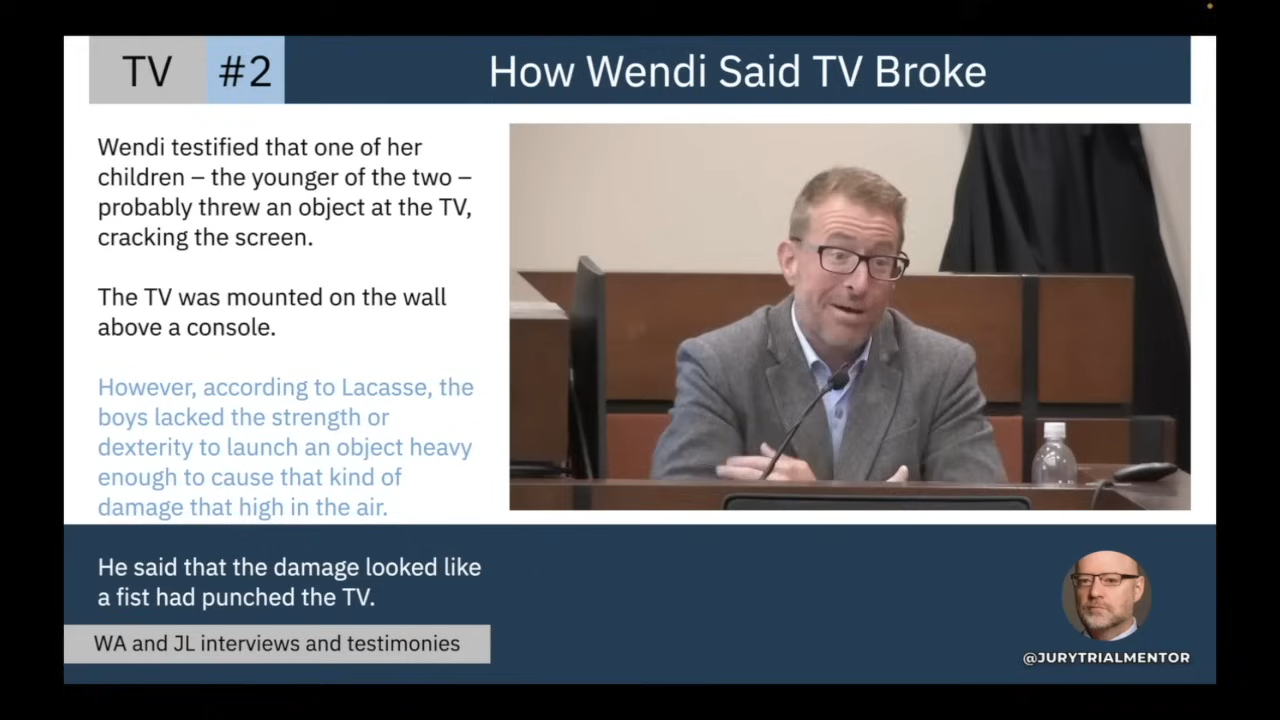 TV #2 How Wendi Said TV Broke
Wendi testified that one of her
children – the younger of the two –
probably threw an object at the TV,
cracking the screen.
The TV was mounted on the wall
above a console.
However, according to Lacasse, the
boys lacked the strength or
dexterity to launch an object heavy
enough to cause that kind of
damage that high in the air.
He said that the damage looked like
a fist had punched the TV.
WA and JL interviews and testimonies
@JURYTRIALMENTOR